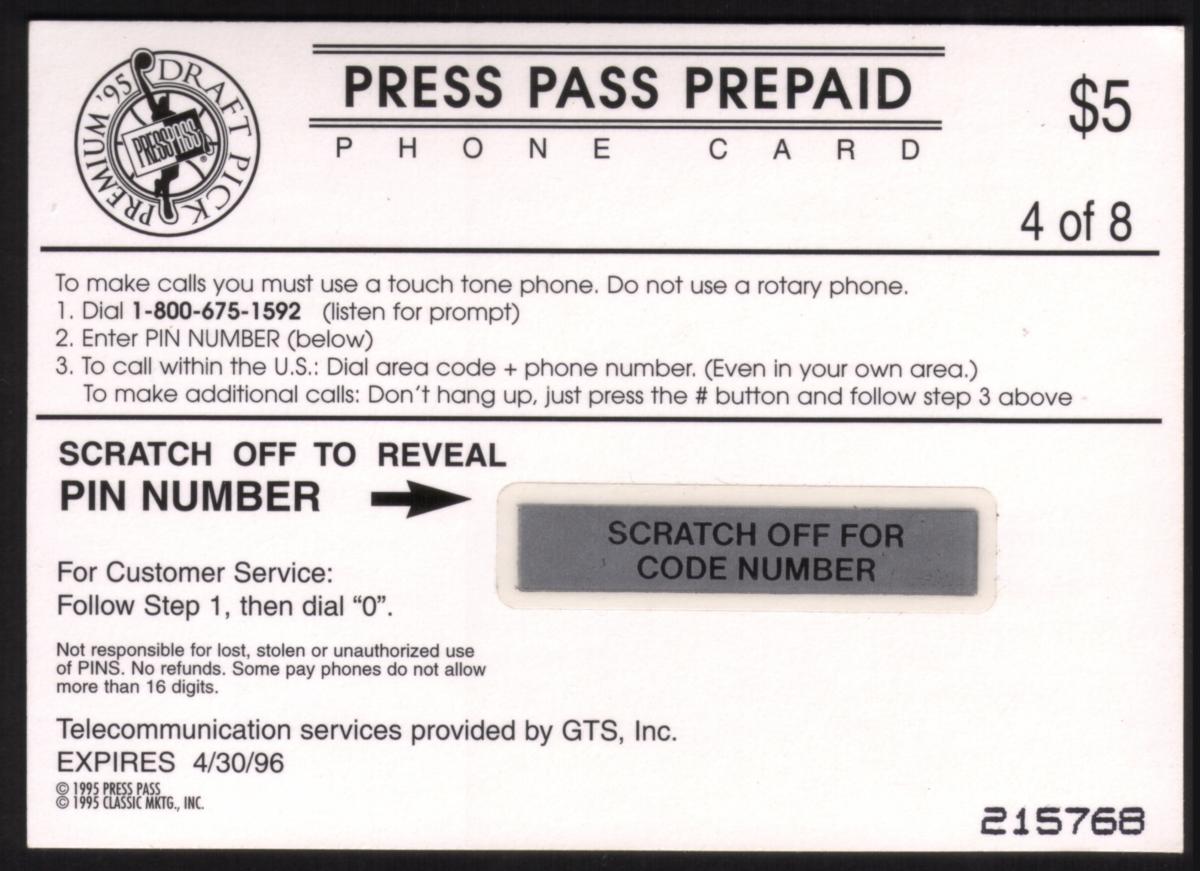 PREMIUM '95 DRAFT PICK
PRESS PASS
®
PRESS PASS PREPAID
PHONE CARD
$5
4 of 8
To make calls you must use a touch tone phone. Do not use a rotary phone.
1. Dial 1-800-675-1592 (listen for prompt)
2. Enter PIN NUMBER (below)
3. To call within the U.S.: Dial area code + phone number. (Even in your own area.)
To make additional calls: Don't hang up, just press the # button and follow step 3 above
SCRATCH OFF TO REVEAL
PIN NUMBER
SCRATCH OFF FOR
CODE NUMBER
For Customer Service:
Follow Step 1, then dial “0”.
Not responsible for lost, stolen or unauthorized use
of PINS. No refunds. Some pay phones do not allow
more than 16 digits.
Telecommunication services provided by GTS, Inc.
EXPIRES 4/30/96
© 1995 PRESS PASS
© 1995 CLASSIC MKTG., INC.
215768